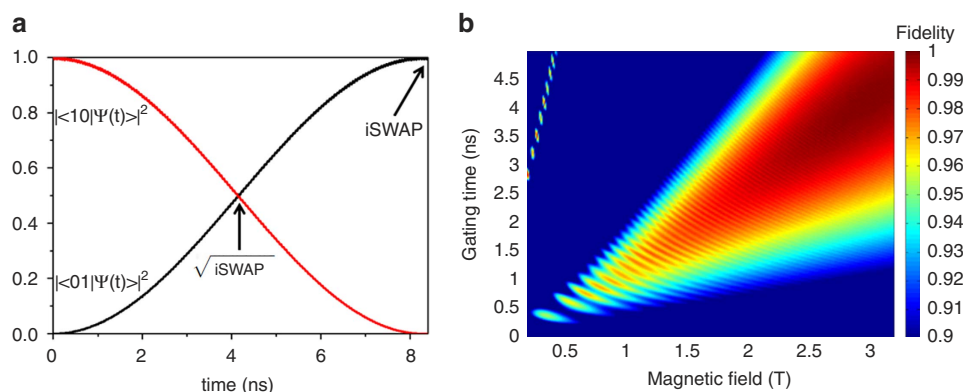 a
1.0
0.8
0.6
0.4
0.2
0.0
|<10|Ψ(t)>|²
|<01|Ψ(t)>|²
iSWAP
√iSWAP
0 2 4 6 8
time (ns)
b
Fidelity
4.5
4
3.5
3
2.5
2
1.5
1
0.5
0
Gating time (ns)
0.5 1 1.5 2 2.5 3
Magnetic field (T)
1
0.99
0.98
0.97
0.96
0.95
0.94
0.93
0.92
0.91
0.9